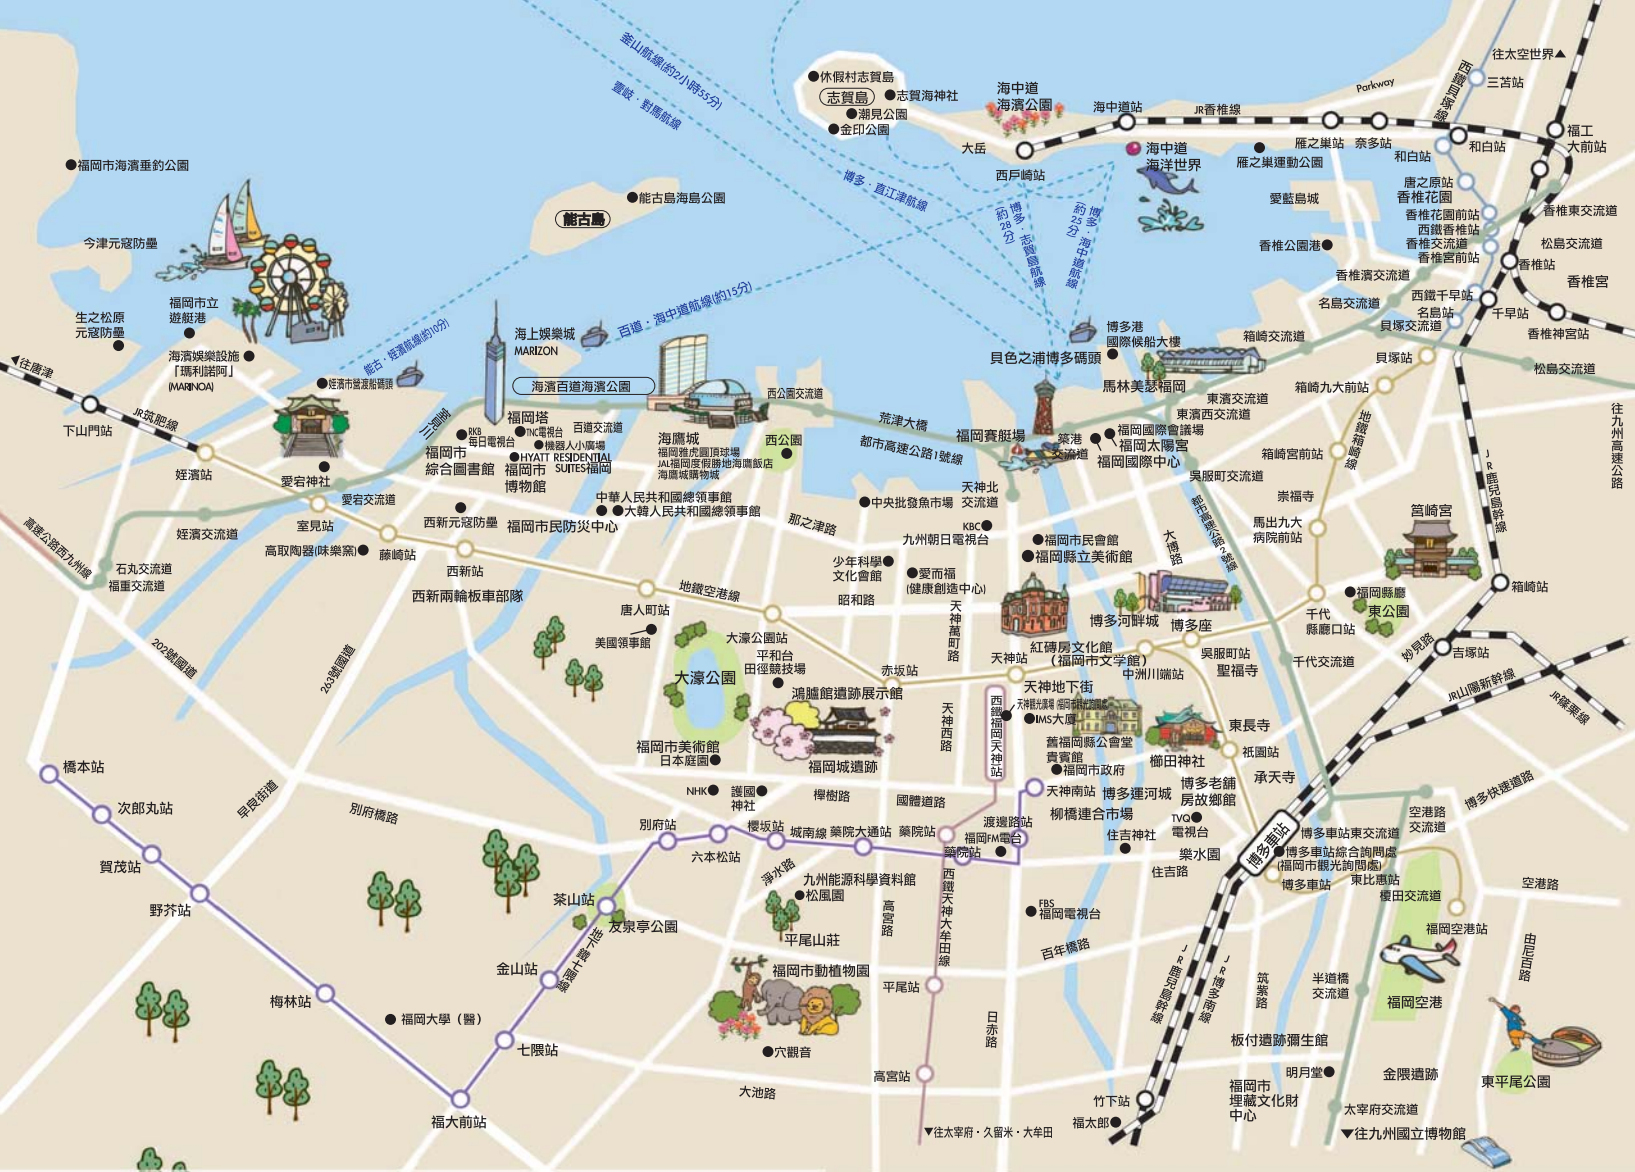 釜山航線(約2小時55分)
壹岐・對馬航線
博多・直江津航線
博多・志賀島航線
(約28分)
博多・海中道航線
(約25分)
百道・海中道航線(約15分)
能古・姪濱航線(約10分)
休假村志賀島
志賀島
志賀海神社
潮見公園
金印公園
大岳
海中道
海濱公園
西戶崎站
海中道站
JR香椎線
海中道
海洋世界
Parkway
雁之巢站
奈多站
雁之巢運動公園
西鐵貝塚線
往太空世界▲
三苫站
和白站
和白站
福工
大前站
唐之原站
香椎花園
香椎花園前站
西鐵香椎站
香椎交流道
香椎宮前站
香椎東交流道
松島交流道
香椎站
香椎宮
愛藍島城
香椎公園港
香椎濱交流道
名島交流道
西鐵千早站
名島站
貝塚交流道
千早站
香椎神宮站
貝塚站
松島交流道
往九州高速公路
福岡市海濱垂釣公園
今津元寇防壘
生之松原
元寇防壘
福岡市立
遊艇港
海濱娛樂設施
「瑪利諾阿」
(MARINOA)
能古島
能古島海島公園
◀往唐津
下山門站
JR筑肥線
姪濱站
姪濱市營渡船碼頭
愛宕神社
愛宕交流道
室見川
室見站
姪濱交流道
石丸交流道
福重交流道
高速公路西九州線
海上娛樂城
MARIZON
海濱百道海濱公園
福岡塔
TNC電視台
RKB
每日電視台
機器人小廣場
百道交流道
HYATT RESIDENTIAL
SUITES福岡
福岡市
綜合圖書館
福岡市
博物館
海鷹城
福岡雅虎圓頂球場
JAL福岡度假勝地海鷹飯店
海鷹城購物城
西公園交流道
西公園
中華人民共和國總領事館
大韓人民共和國總領事館
西新元寇防壘
福岡市民防災中心
高取陶器(味樂窯)
藤崎站
西新站
西新兩輪板車部隊
唐人町站
地鐵空港線
美國領事館
大濠公園站
平和台
田徑競技場
大濠公園
鴻臚館遺跡展示館
福岡城遺跡
福岡市美術館
日本庭園
NHK
護國
神社
欅樹路
國體道路
那之津路
昭和路
荒津大橋
都市高速公路1號線
中央批發魚市場
天神北
交流道
KBC
九州朝日電視台
少年科學
文化會館
愛而福
(健康創造中心)
天神萬町路
天神西路
赤坂站
天神站
天神地下街
IMS大廈
西鐵福岡天神站
舊福岡縣公會堂
貴賓館
福岡市政府
天神南站
柳橋連合市場
渡邊路站
福岡FM電台
藥院站
藥院站
藥院大通站
城南線
櫻坂站
六本松站
別府站
別府橋路
貝色之浦博多碼頭
博多港
國際候船大樓
馬林美瑟福岡
福岡賽艇場
築港
交流道
福岡國際會議場
福岡太陽宮
福岡國際中心
東濱交流道
東濱西交流道
箱崎交流道
箱崎九大前站
地鐵箱崎線
箱崎宮前站
吳服町交流道
都市高速公路2號線
大博路
崇福寺
馬出九大
病院前站
筥崎宮
箱崎站
JR鹿兒島幹線
福岡縣廳
東公園
千代
縣廳口站
千代交流道
妙見路
吉塚站
JR山陽新幹線
JR篠栗線
福岡市民會館
福岡縣立美術館
紅磚房文化館
(福岡市文学館)
博多河畔城
博多座
吳服町站
聖福寺
中洲川端站
東長寺
祇園站
承天寺
櫛田神社
博多運河城
博多老舖
房故鄉館
TVQ
電視台
住吉神社
樂水園
住吉路
博多車站
博多車站東交流道
博多車站綜合詢問處
(福岡市觀光詢問處)
博多車站
東比惠站
榎田交流道
空港路
交流道
博多快速道路
空港路
福岡空港站
福岡空港
由尼百路
半道橋
交流道
筑紫路
板付遺跡彌生館
明月堂
金隈遺跡
福岡市
埋藏文化財
中心
太宰府交流道
▼往九州國立博物館
東平尾公園
竹下站
福太郎
JR鹿兒島幹線
JR博多南線
FBS
福岡電視台
百年橋路
日赤路
平尾站
高宮站
西鐵天神大牟田線
▼往太宰府・久留米・大牟田
高宮路
淨水路
九州能源科學資料館
松風園
平尾山莊
福岡市動植物園
穴觀音
大池路
茶山站
友泉亭公園
地下鐵七隈線
金山站
七隈站
福岡大學（醫）
福大前站
梅林站
野芥站
賀茂站
次郎丸站
橋本站
早良街道
202號國道
263號國道